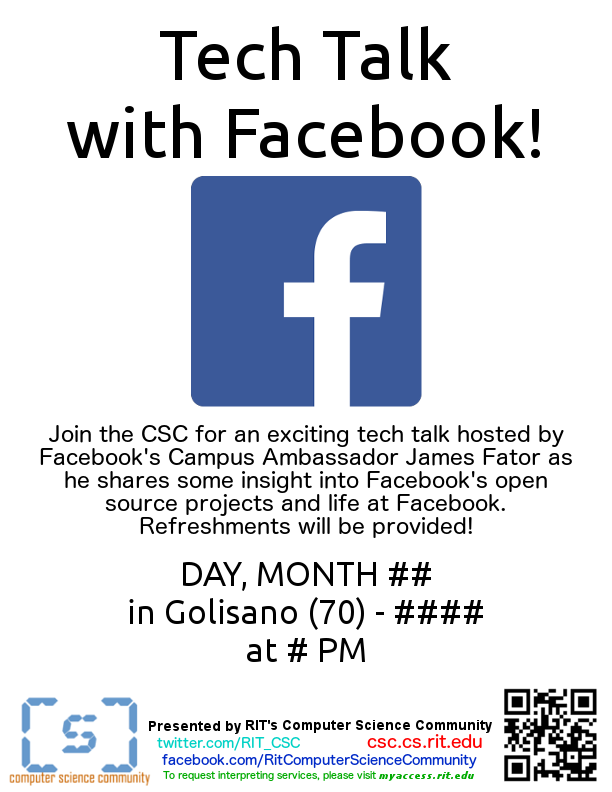 Tech Talk
with Facebook!
f
Join the CSC for an exciting tech talk hosted by
Facebook's Campus Ambassador James Fator as
he shares some insight into Facebook's open
source projects and life at Facebook.
Refreshments will be provided!
DAY, MONTH ##
in Golisano (70) - ####
at # PM
[s]
computer science community
Presented by RIT's Computer Science Community
twitter.com/RIT_CSC csc.cs.rit.edu
facebook.com/RitComputerScienceCommunity
To request interpreting services, please visit myaccess.rit.edu